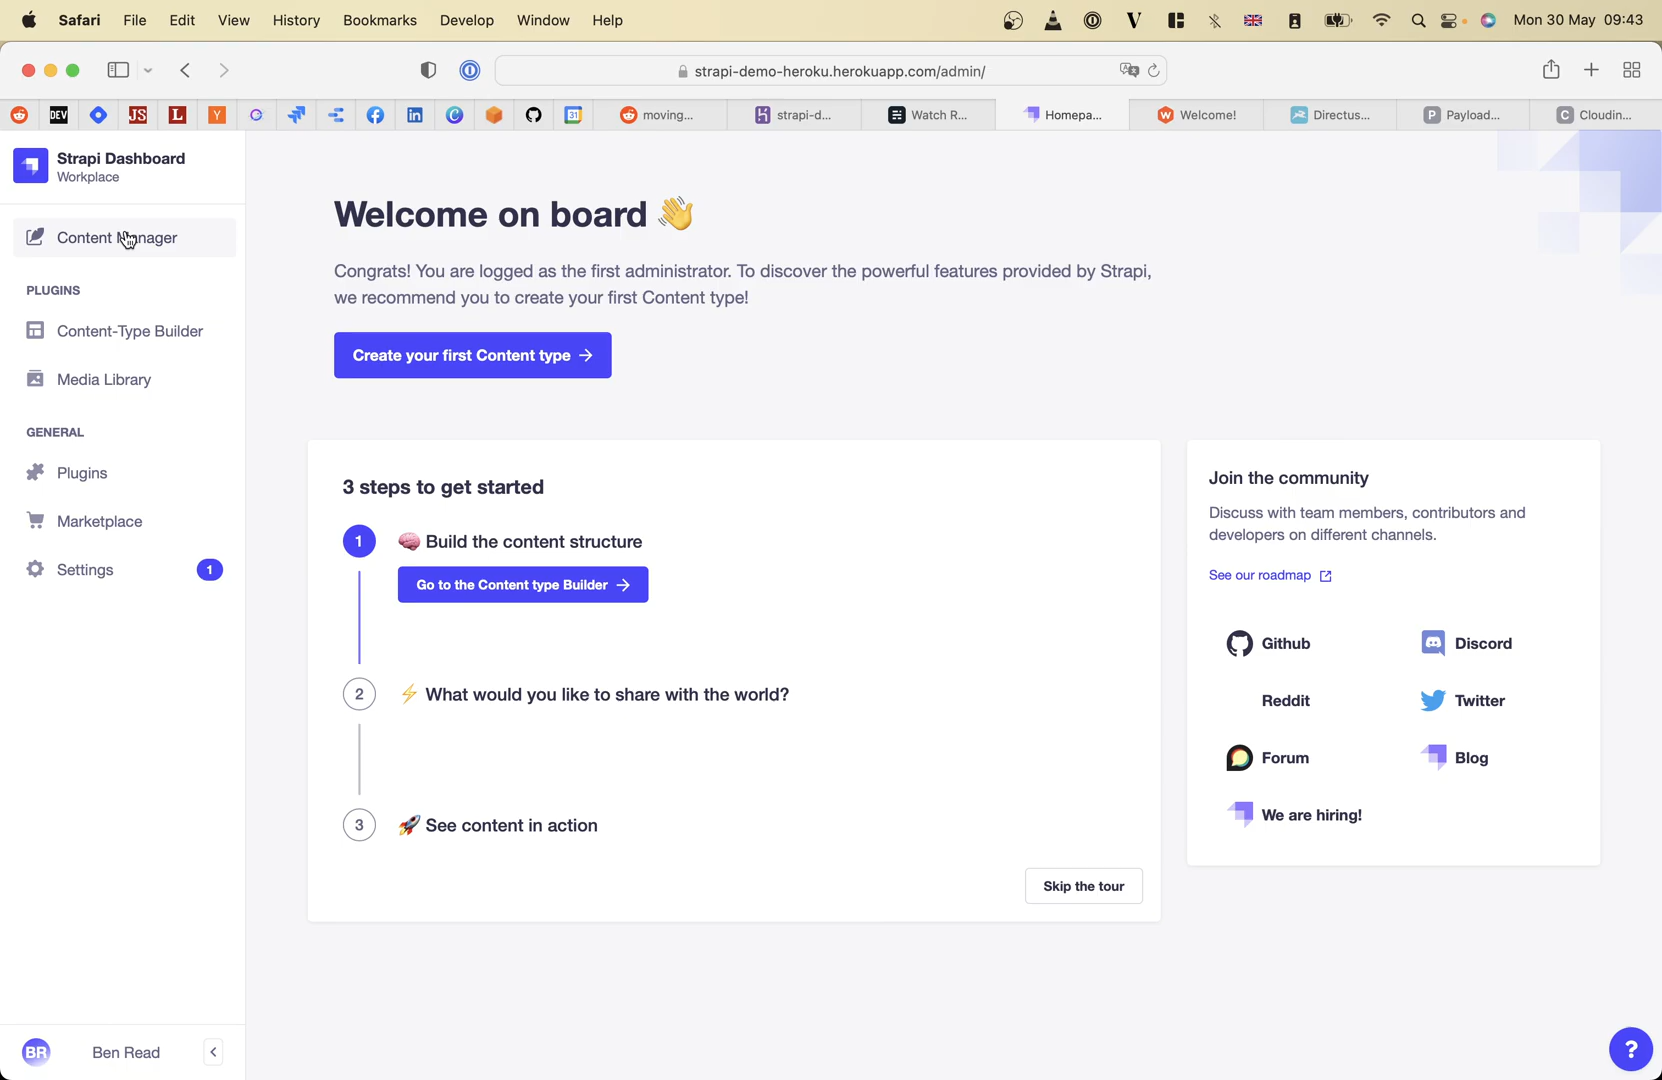 Safari File Edit View History Bookmarks Develop Window Help
Mon 30 May 09:43
strapi-demo-heroku.herokuapp.com/admin/
DEV JS L Y 31
moving... strapi-d... Watch R... Homepa... Welcome! Directus... Payload... Cloudin...
Strapi Dashboard
Workplace
Content
PLUGINS
Content-Type Builder
Media Library
GENERAL
Plugins
Marketplace
Settings 1
BR Ben Read
Welcome on board 👋
Congrats! You are logged as the first administrator. To discover the powerful features provided by Strapi,
we recommend you to create your first Content type!
Create your first Content type →
3 steps to get started
1 🧠 Build the content structure
Go to the Content type Builder →
2 ⚡ What would you like to share with the world?
3 🚀 See content in action
Skip the tour
Join the community
Discuss with team members, contributors and
developers on different channels.
See our roadmap
Github Discord
Reddit Twitter
Forum Blog
We are hiring!
?